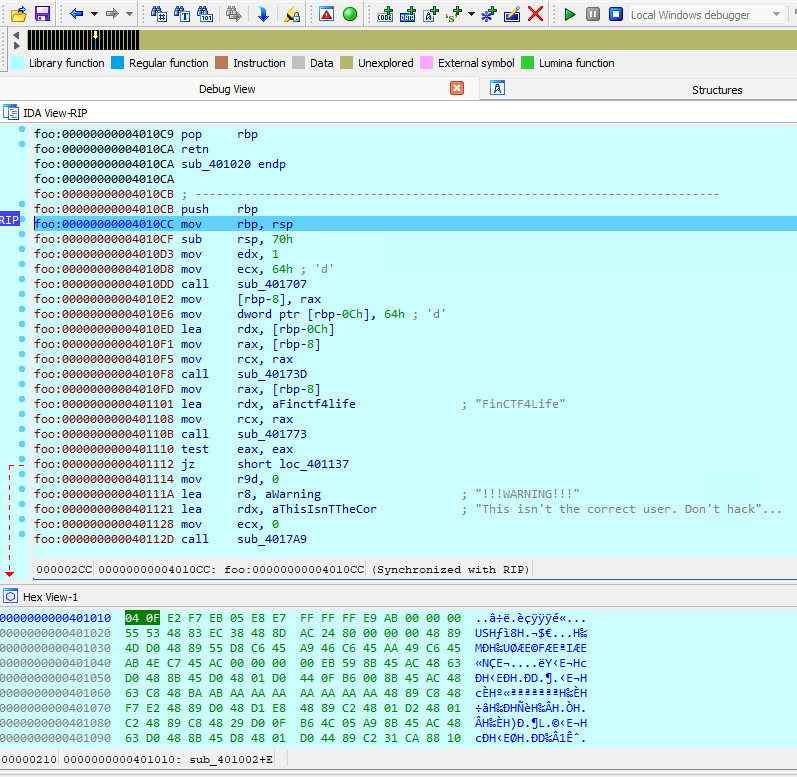 Local Windows debugger
Library function Regular function Instruction Data Unexplored External symbol Lumina function
Debug View Structures
IDA View-RIP
foo:00000000004010C9 pop rbp
foo:00000000004010CA retn
foo:00000000004010CA sub_401020 endp
foo:00000000004010CA
foo:00000000004010CB ; ---------------------------------------------------------------------------
foo:00000000004010CB push rbp
RIP foo:00000000004010CC mov rbp, rsp
foo:00000000004010CF sub rsp, 70h
foo:00000000004010D3 mov edx, 1
foo:00000000004010D8 mov ecx, 64h ; 'd'
foo:00000000004010DD call sub_401707
foo:00000000004010E2 mov [rbp-8], rax
foo:00000000004010E6 mov dword ptr [rbp-0Ch], 64h ; 'd'
foo:00000000004010ED lea rdx, [rbp-0Ch]
foo:00000000004010F1 mov rax, [rbp-8]
foo:00000000004010F5 mov rcx, rax
foo:00000000004010F8 call sub_40173D
foo:00000000004010FD mov rax, [rbp-8]
foo:0000000000401101 lea rdx, aFinctf4life ; "FinCTF4Life"
foo:0000000000401108 mov rcx, rax
foo:000000000040110B call sub_401773
foo:0000000000401110 test eax, eax
foo:0000000000401112 jz short loc_401137
foo:0000000000401114 mov r9d, 0
foo:000000000040111A lea r8, aWarning ; "!!!WARNING!!!"
foo:0000000000401121 lea rdx, aThisIsnTTheCor ; "This isn't the correct user. Don't hack"...
foo:0000000000401128 mov ecx, 0
foo:000000000040112D call sub_4017A9
000002CC 00000000004010CC: foo:00000000004010CC (Synchronized with RIP)
Hex View-1
0000000000401010 04 0F E2 F7 EB 05 E8 E7 FF FF FF E9 AB 00 00 00 ..â÷ë.èçÿÿÿé«...
0000000000401020 55 53 48 83 EC 38 48 8D AC 24 80 00 00 00 48 89 USHƒì8H.¬$€...H‰
0000000000401030 4D D0 48 89 55 D8 C6 45 A9 46 C6 45 AA 49 C6 45 MÐH‰UØÆE©FÆEªIÆE
0000000000401040 AB 4E C7 45 AC 00 00 00 00 EB 59 8B 45 AC 48 63 «NÇE¬....ëY‹E¬Hc
0000000000401050 D0 48 8B 45 D0 48 01 D0 44 0F B6 00 8B 45 AC 48 ÐH‹EÐH.ÐD.¶.‹E¬H
0000000000401060 63 C8 48 BA AB AA AA AA AA AA AA AA 48 89 C8 48 cÈHº«ªªªªªªªH‰ÈH
0000000000401070 F7 E2 48 89 D0 48 D1 E8 48 89 C2 48 01 D2 48 01 ÷âH‰ÐHÑèH‰ÂH.ÒH.
0000000000401080 C2 48 89 C8 48 29 D0 0F B6 4C 05 A9 8B 45 AC 48 ÂH‰ÈH)Ð.¶L.©‹E¬H
0000000000401090 63 D0 48 8B 45 D8 48 01 D0 44 89 C2 31 CA 88 10 cÐH‹EØH.ÐD‰Â1Êˆ.
00000210 0000000000401010: sub_401002+E